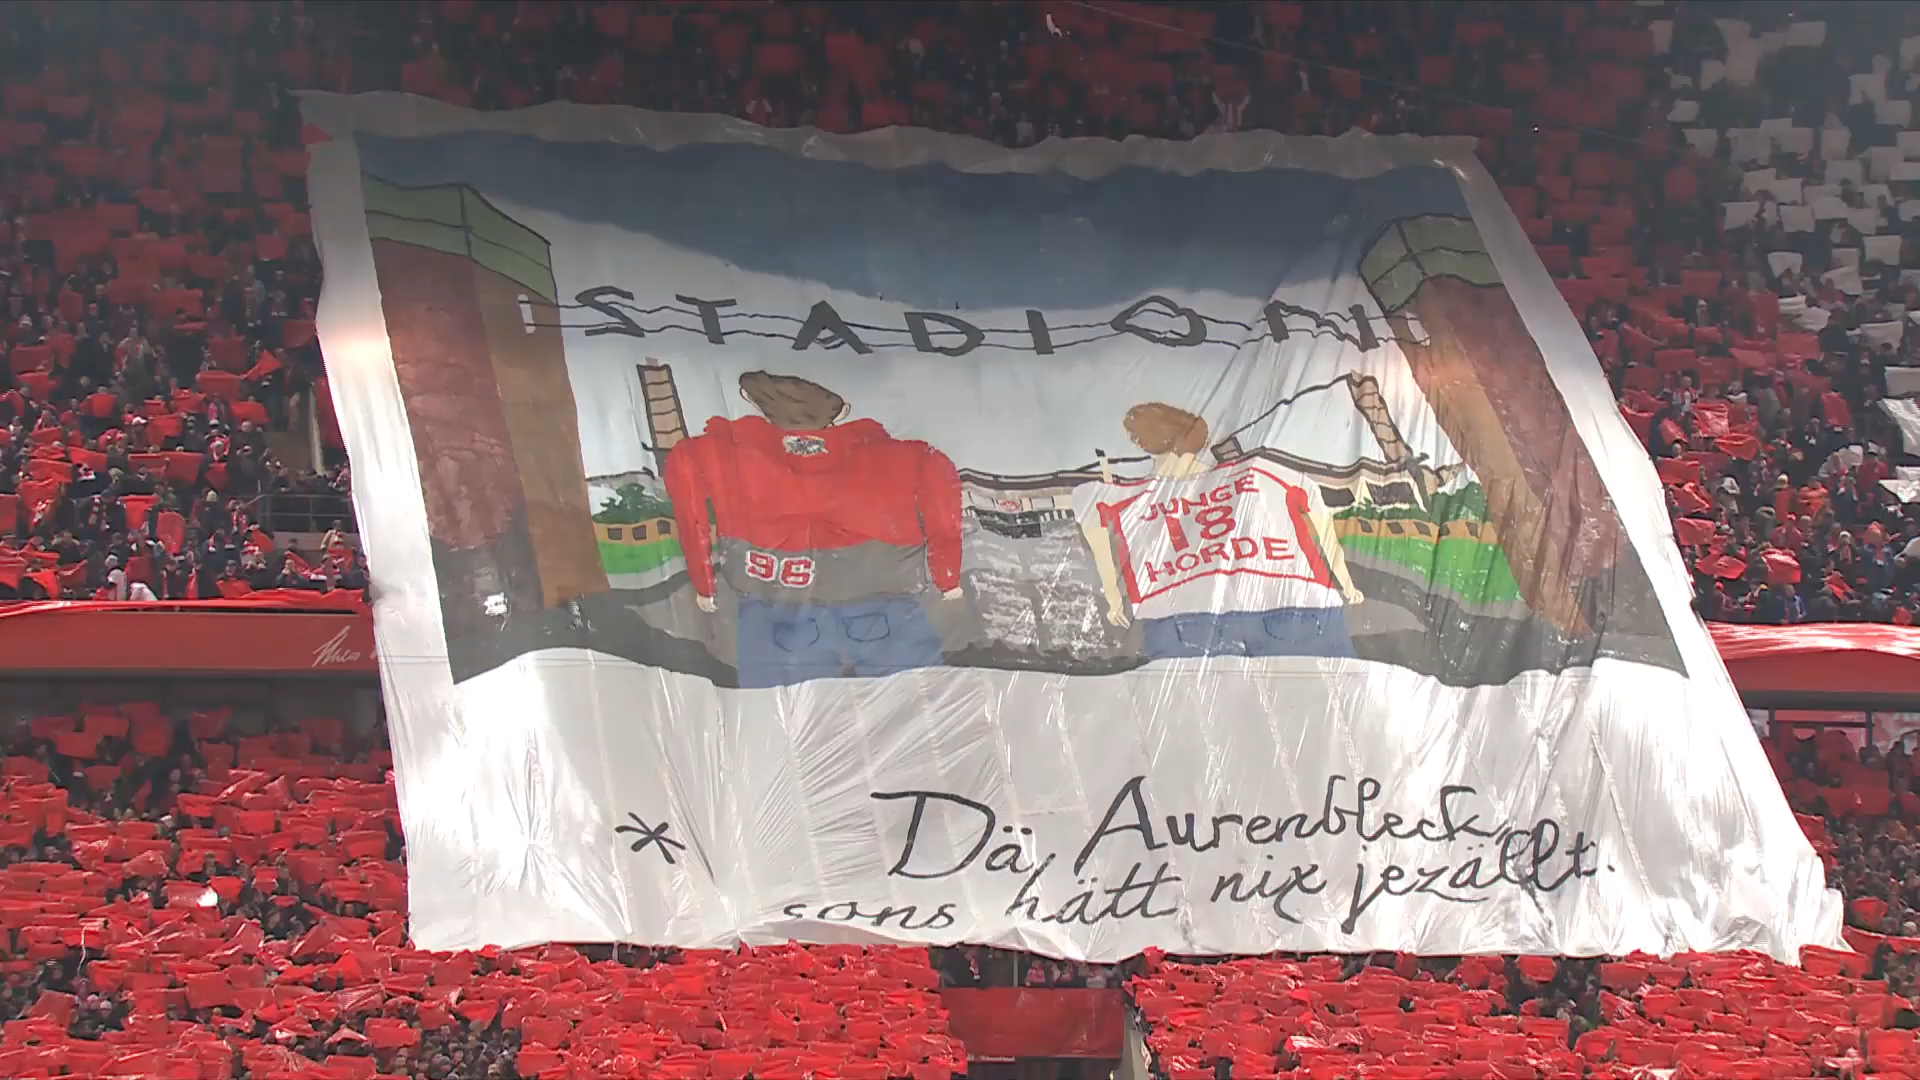 STADION
96
JUNGE
18
HORDE
* Dä Aurenbleck
sons hätt nix jezällt.